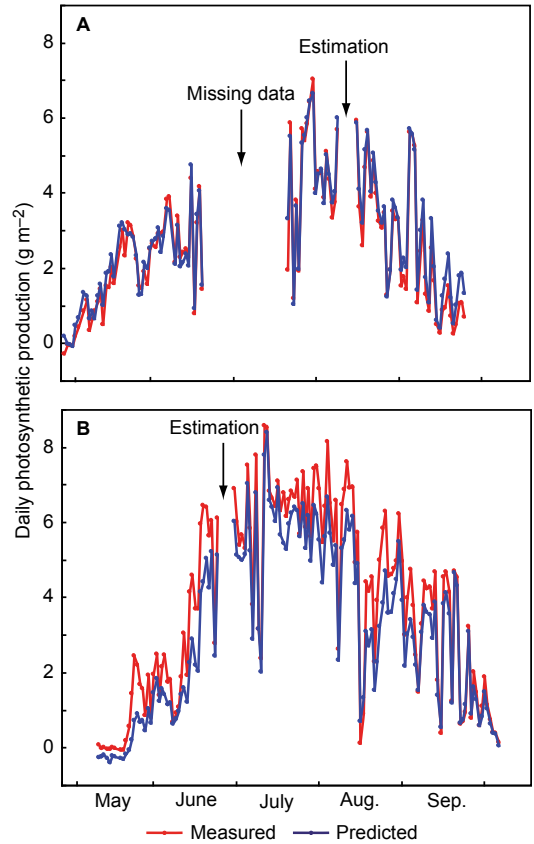 Daily photosynthetic production (g m⁻²)
A
8
6
4
2
0
Estimation
Missing data
B
8
6
4
2
0
Estimation
May June July Aug. Sep.
Measured Predicted